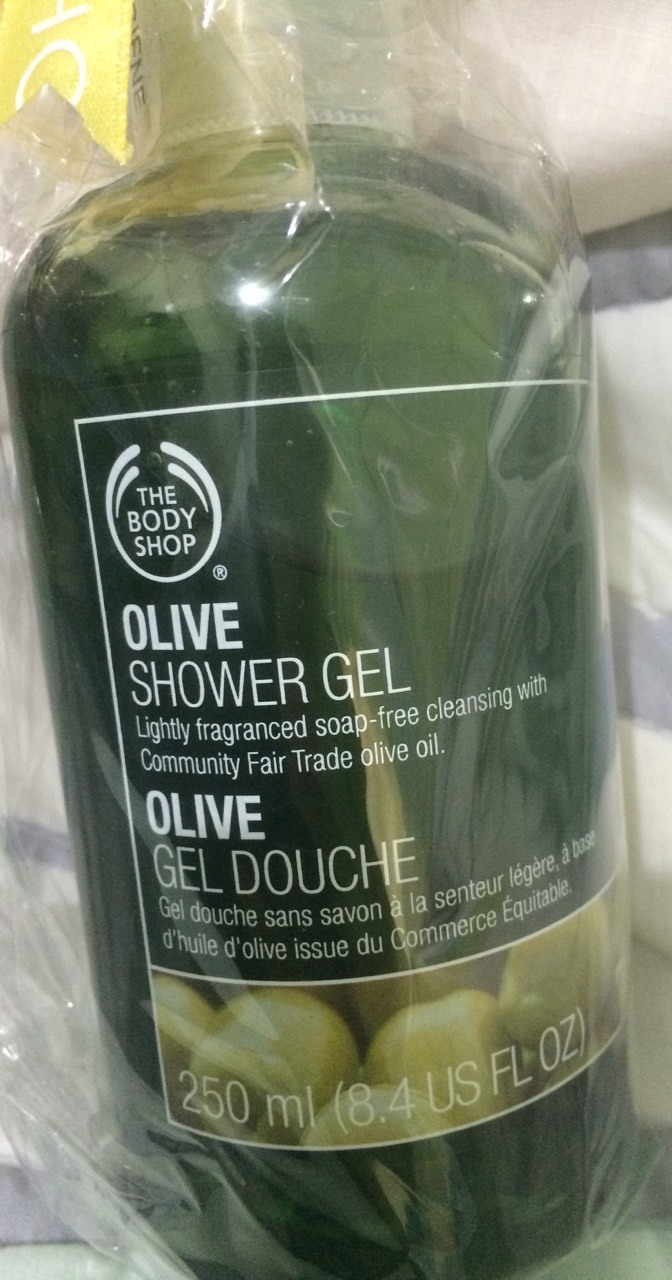 HO
THE
BODY
SHOP
®
OLIVE
SHOWER GEL
Lightly fragranced soap-free cleansing with
Community Fair Trade olive oil.
OLIVE
GEL DOUCHE
Gel douche sans savon à la senteur légère, à base
d'huile d'olive issue du Commerce Équitable.
250 ml (8.4 US FL OZ)